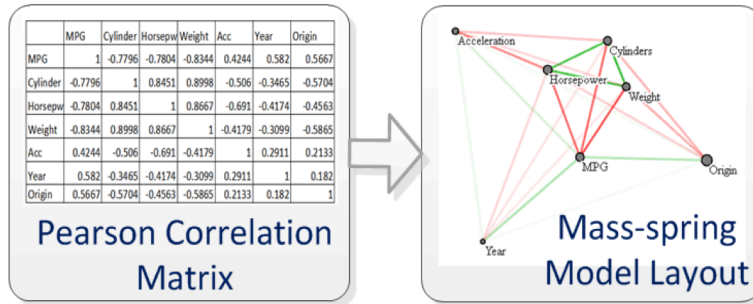 MPG Cylinder Horsepw Weight Acc Year Origin
MPG 1 -0.7796 -0.7804 -0.8344 0.4244 0.582 0.5667
Cylinder -0.7796 1 0.8451 0.8998 -0.506 -0.3465 -0.5704
Horsepw -0.7804 0.8451 1 0.8667 -0.691 -0.4174 -0.4563
Weight -0.8344 0.8998 0.8667 1 -0.4179 -0.3099 -0.5865
Acc 0.4244 -0.506 -0.691 -0.4179 1 0.2911 0.2133
Year 0.582 -0.3465 -0.4174 -0.3099 0.2911 1 0.182
Origin 0.5667 -0.5704 -0.4563 -0.5865 0.2133 0.182 1
Pearson Correlation
Matrix
Acceleration
Cylinders
Horsepower
Weight
MPG
Origin
Year
Mass-spring
Model Layout